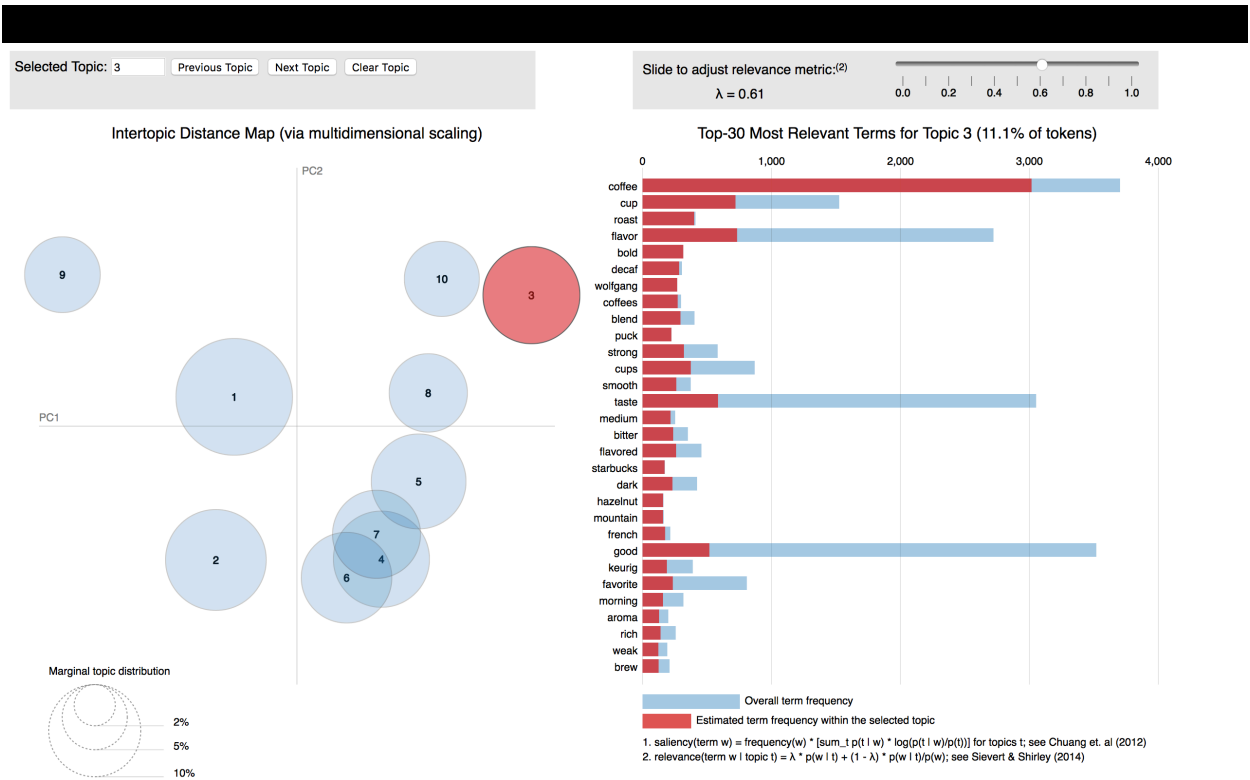 Selected Topic: 3 Previous Topic Next Topic Clear Topic
Slide to adjust relevance metric:(2)
λ = 0.61
0.0 0.2 0.4 0.6 0.8 1.0
Intertopic Distance Map (via multidimensional scaling)
PC2
PC1
9
10
3
1
8
5
2
7
4
6
Marginal topic distribution
2%
5%
10%
Top-30 Most Relevant Terms for Topic 3 (11.1% of tokens)
0 1,000 2,000 3,000 4,000
coffee
cup
roast
flavor
bold
decaf
wolfgang
coffees
blend
puck
strong
cups
smooth
taste
medium
bitter
flavored
starbucks
dark
hazelnut
mountain
french
good
keurig
favorite
morning
aroma
rich
weak
brew
Overall term frequency
Estimated term frequency within the selected topic
1. saliency(term w) = frequency(w) * [sum_t p(t | w) * log(p(t | w)/p(t))] for topics t; see Chuang et. al (2012)
2. relevance(term w | topic t) = λ * p(w | t) + (1 - λ) * p(w | t)/p(w); see Sievert & Shirley (2014)